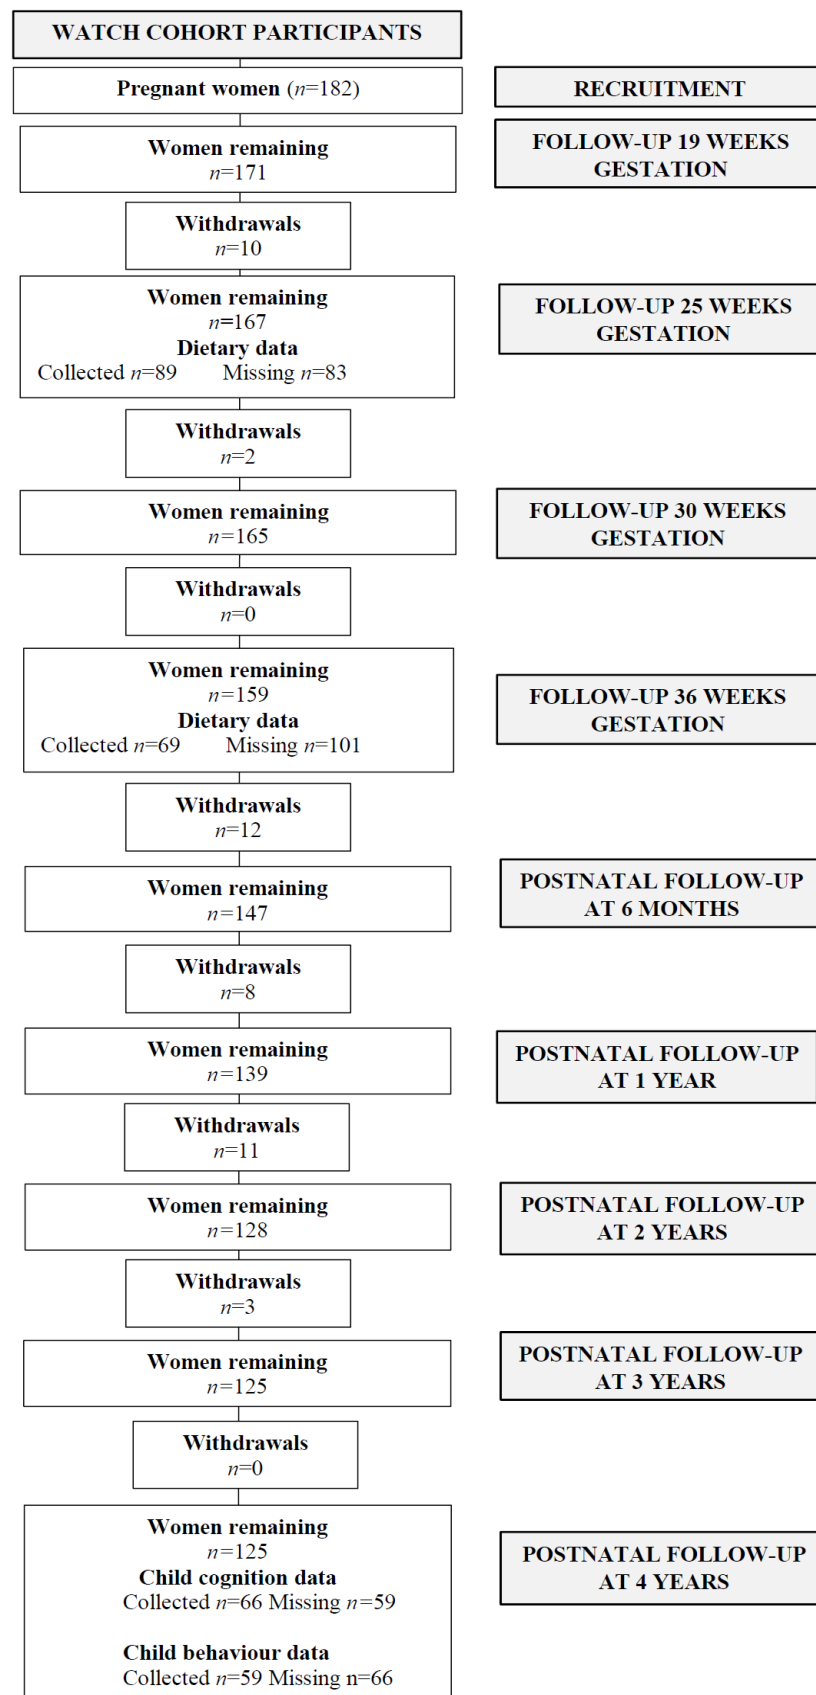 WATCH COHORT PARTICIPANTS
Pregnant women (n=182)
RECRUITMENT
Women remaining
n=171
FOLLOW-UP 19 WEEKS
GESTATION
Withdrawals
n=10
Women remaining
n=167
Dietary data
Collected n=89 Missing n=83
FOLLOW-UP 25 WEEKS
GESTATION
Withdrawals
n=2
Women remaining
n=165
FOLLOW-UP 30 WEEKS
GESTATION
Withdrawals
n=0
Women remaining
n=159
Dietary data
Collected n=69 Missing n=101
FOLLOW-UP 36 WEEKS
GESTATION
Withdrawals
n=12
Women remaining
n=147
POSTNATAL FOLLOW-UP
AT 6 MONTHS
Withdrawals
n=8
Women remaining
n=139
POSTNATAL FOLLOW-UP
AT 1 YEAR
Withdrawals
n=11
Women remaining
n=128
POSTNATAL FOLLOW-UP
AT 2 YEARS
Withdrawals
n=3
Women remaining
n=125
POSTNATAL FOLLOW-UP
AT 3 YEARS
Withdrawals
n=0
Women remaining
n=125
Child cognition data
Collected n=66 Missing n=59
Child behaviour data
Collected n=59 Missing n=66
POSTNATAL FOLLOW-UP
AT 4 YEARS